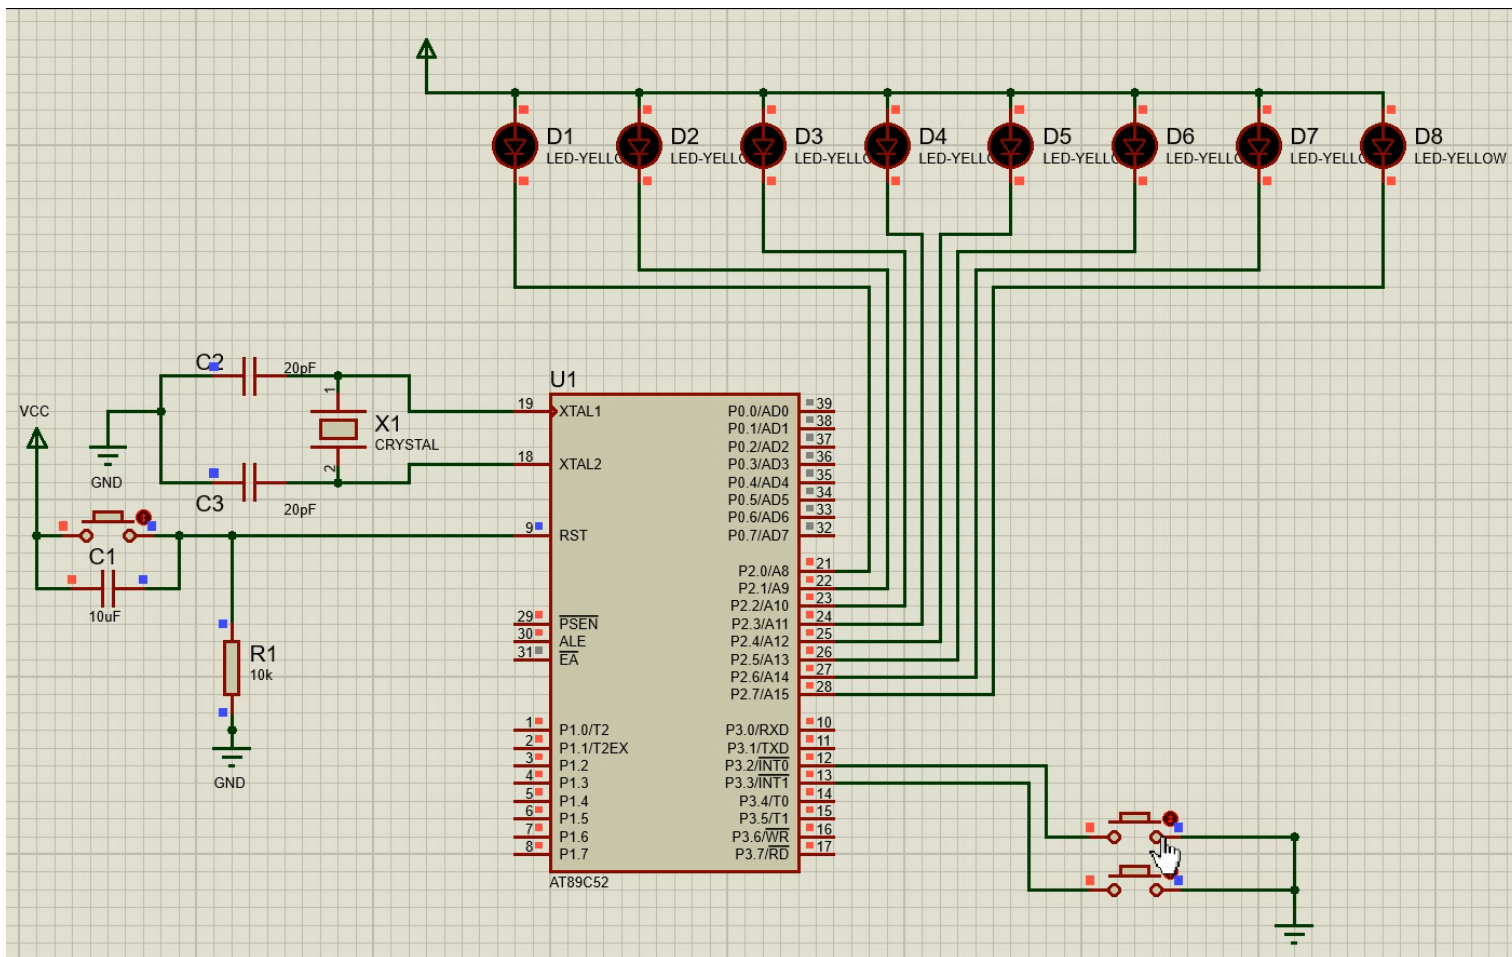 D1
LED-YELLO
D2
LED-YELLO
D3
LED-YELLO
D4
LED-YELLO
D5
LED-YELLO
D6
LED-YELLO
D7
LED-YELLO
D8
LED-YELLOW
C2
20pF
1
X1
CRYSTAL
2
C3
20pF
GND
VCC
C1
10uF
R1
10k
GND
U1
19 XTAL1
18 XTAL2
9 RST
29 PSEN
30 ALE
31 EA
1 P1.0/T2
2 P1.1/T2EX
3 P1.2
4 P1.3
5 P1.4
6 P1.5
7 P1.6
8 P1.7
P0.0/AD0 39
P0.1/AD1 38
P0.2/AD2 37
P0.3/AD3 36
P0.4/AD4 35
P0.5/AD5 34
P0.6/AD6 33
P0.7/AD7 32
P2.0/A8 21
P2.1/A9 22
P2.2/A10 23
P2.3/A11 24
P2.4/A12 25
P2.5/A13 26
P2.6/A14 27
P2.7/A15 28
P3.0/RXD 10
P3.1/TXD 11
P3.2/INT0 12
P3.3/INT1 13
P3.4/T0 14
P3.5/T1 15
P3.6/WR 16
P3.7/RD 17
AT89C52